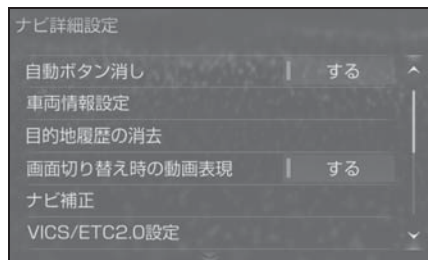 ナビ詳細設定
自動ボタン消し する
車両情報設定
目的地履歴の消去
画面切り替え時の動画表現 する
ナビ補正
VICS/ETC2.0設定